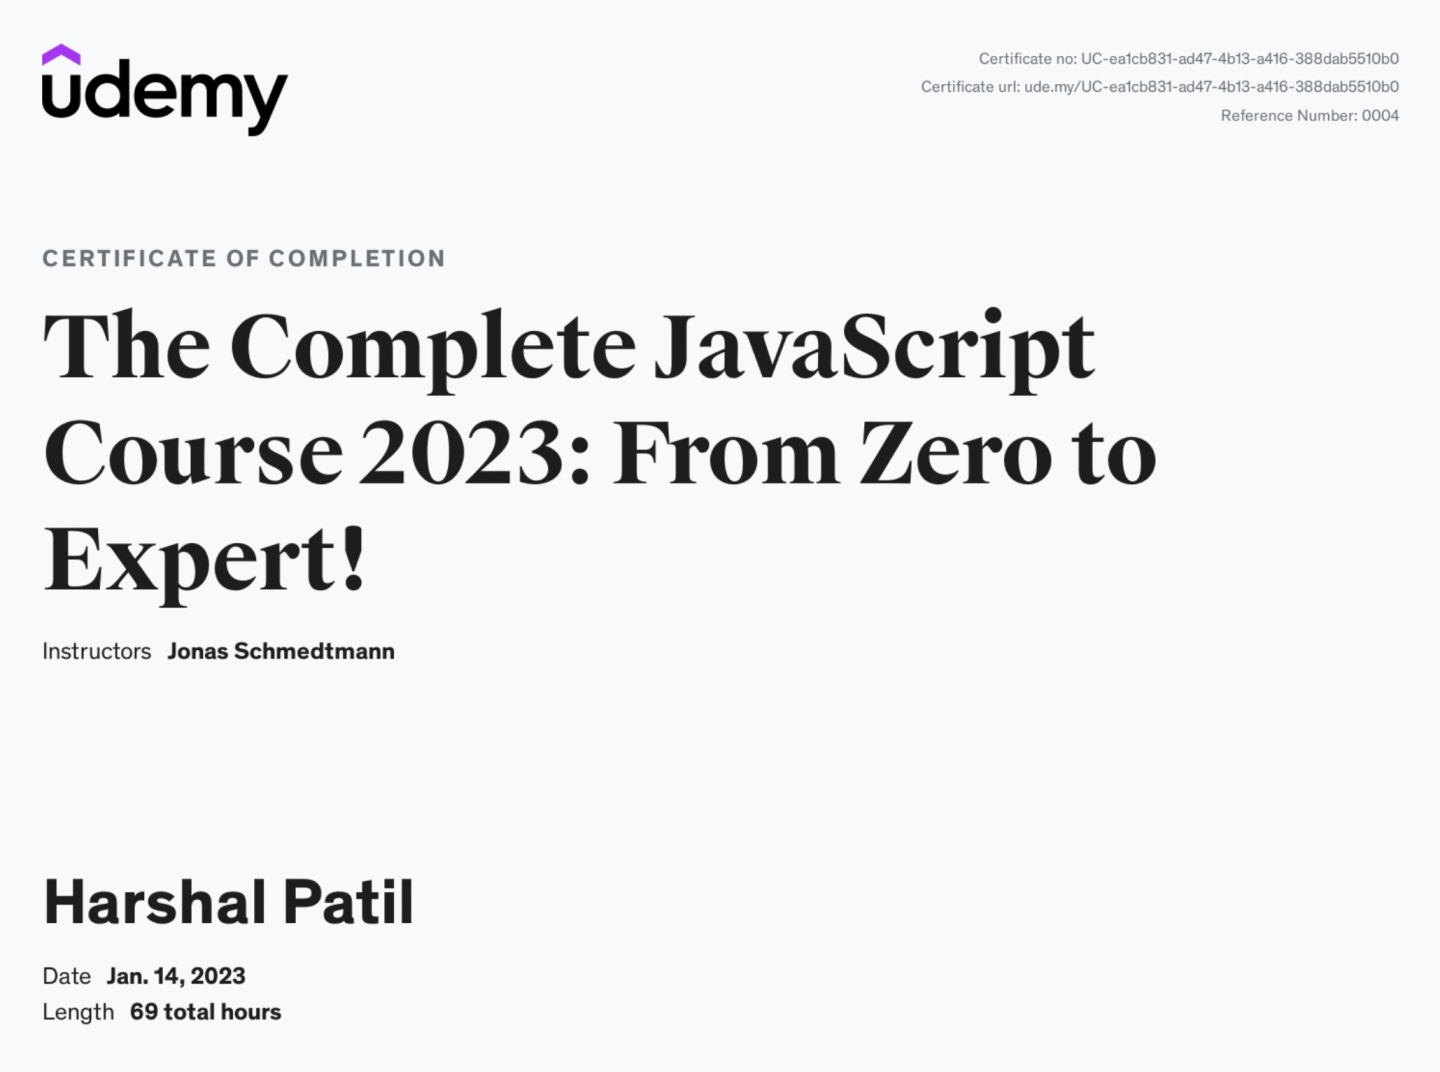 udemy
Certificate no: UC-ea1cb831-ad47-4b13-a416-388dab5510b0
Certificate url: ude.my/UC-ea1cb831-ad47-4b13-a416-388dab5510b0
Reference Number: 0004
CERTIFICATE OF COMPLETION
The Complete JavaScript
Course 2023: From Zero to
Expert!
Instructors Jonas Schmedtmann
Harshal Patil
Date Jan. 14, 2023
Length 69 total hours